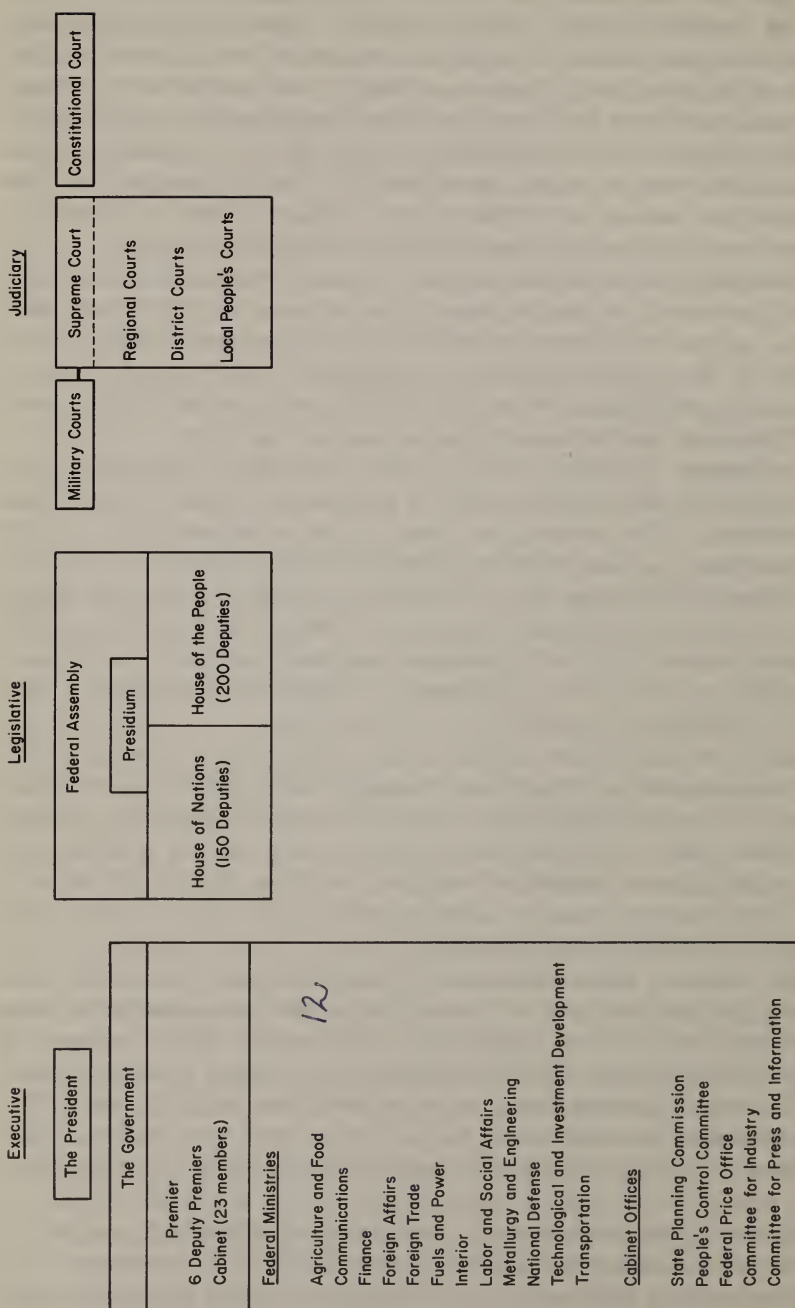 Executive
The President
The Government
Premier
6 Deputy Premiers
Cabinet (23 members)
Federal Ministries
12
Agriculture and Food
Communications
Finance
Foreign Affairs
Foreign Trade
Fuels and Power
Interior
Labor and Social Affairs
Metallurgy and Engineering
National Defense
Technological and Investment Development
Transportation
Cabinet Offices
State Planning Commission
People's Control Committee
Federal Price Office
Committee for Industry
Committee for Press and Information
Legislative
Federal Assembly
Presidium
House of Nations
(150 Deputies)
House of the People
(200 Deputies)
Judiciary
Military Courts
Supreme Court
Regional Courts
District Courts
Local People's Courts
Constitutional Court